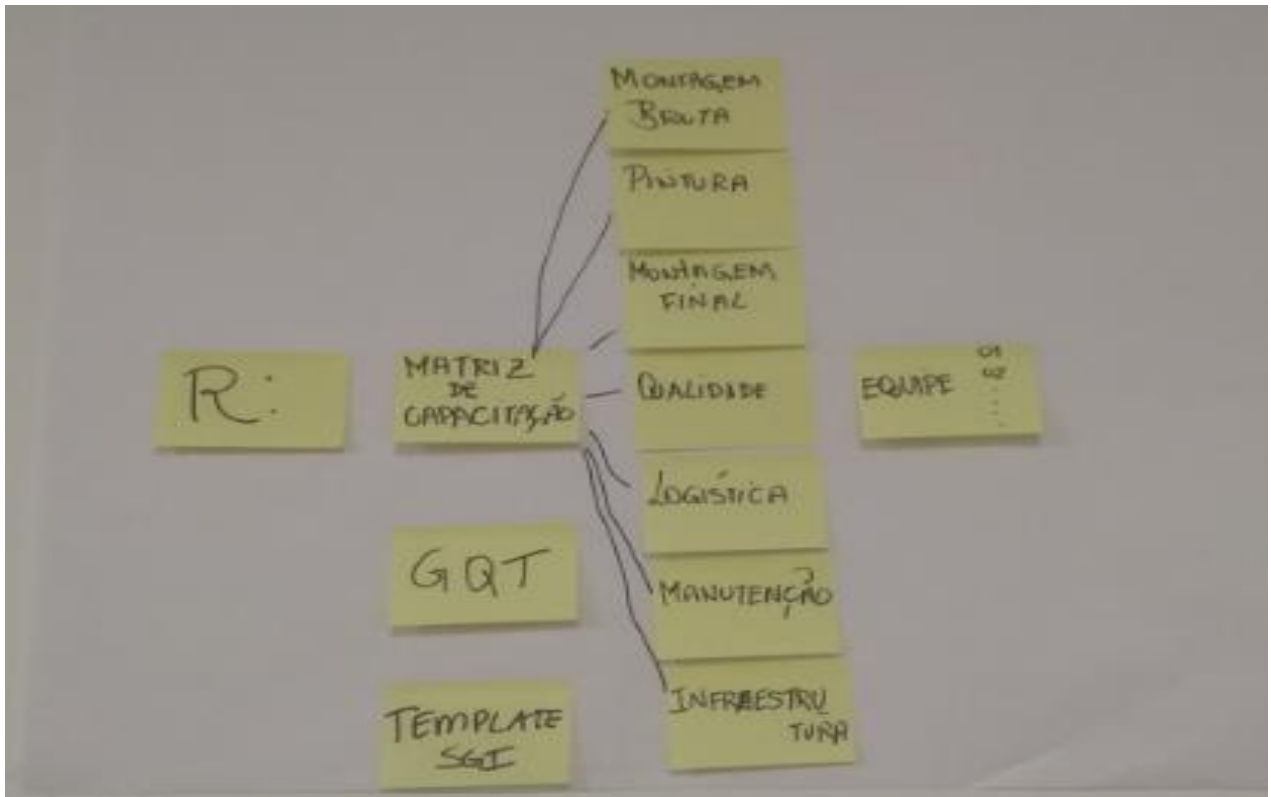 MONTAGEM
BRUTA
PINTURA
MONTAGEM
FINAL
R:
MATRIZ
DE
CAPACITAÇÃO
QUALIDADE
EQUIPE 01
02
LOGÍSTICA
GQT
MANUTENÇÃO
TEMPLATE
SGI
INFRAESTRU
TURA